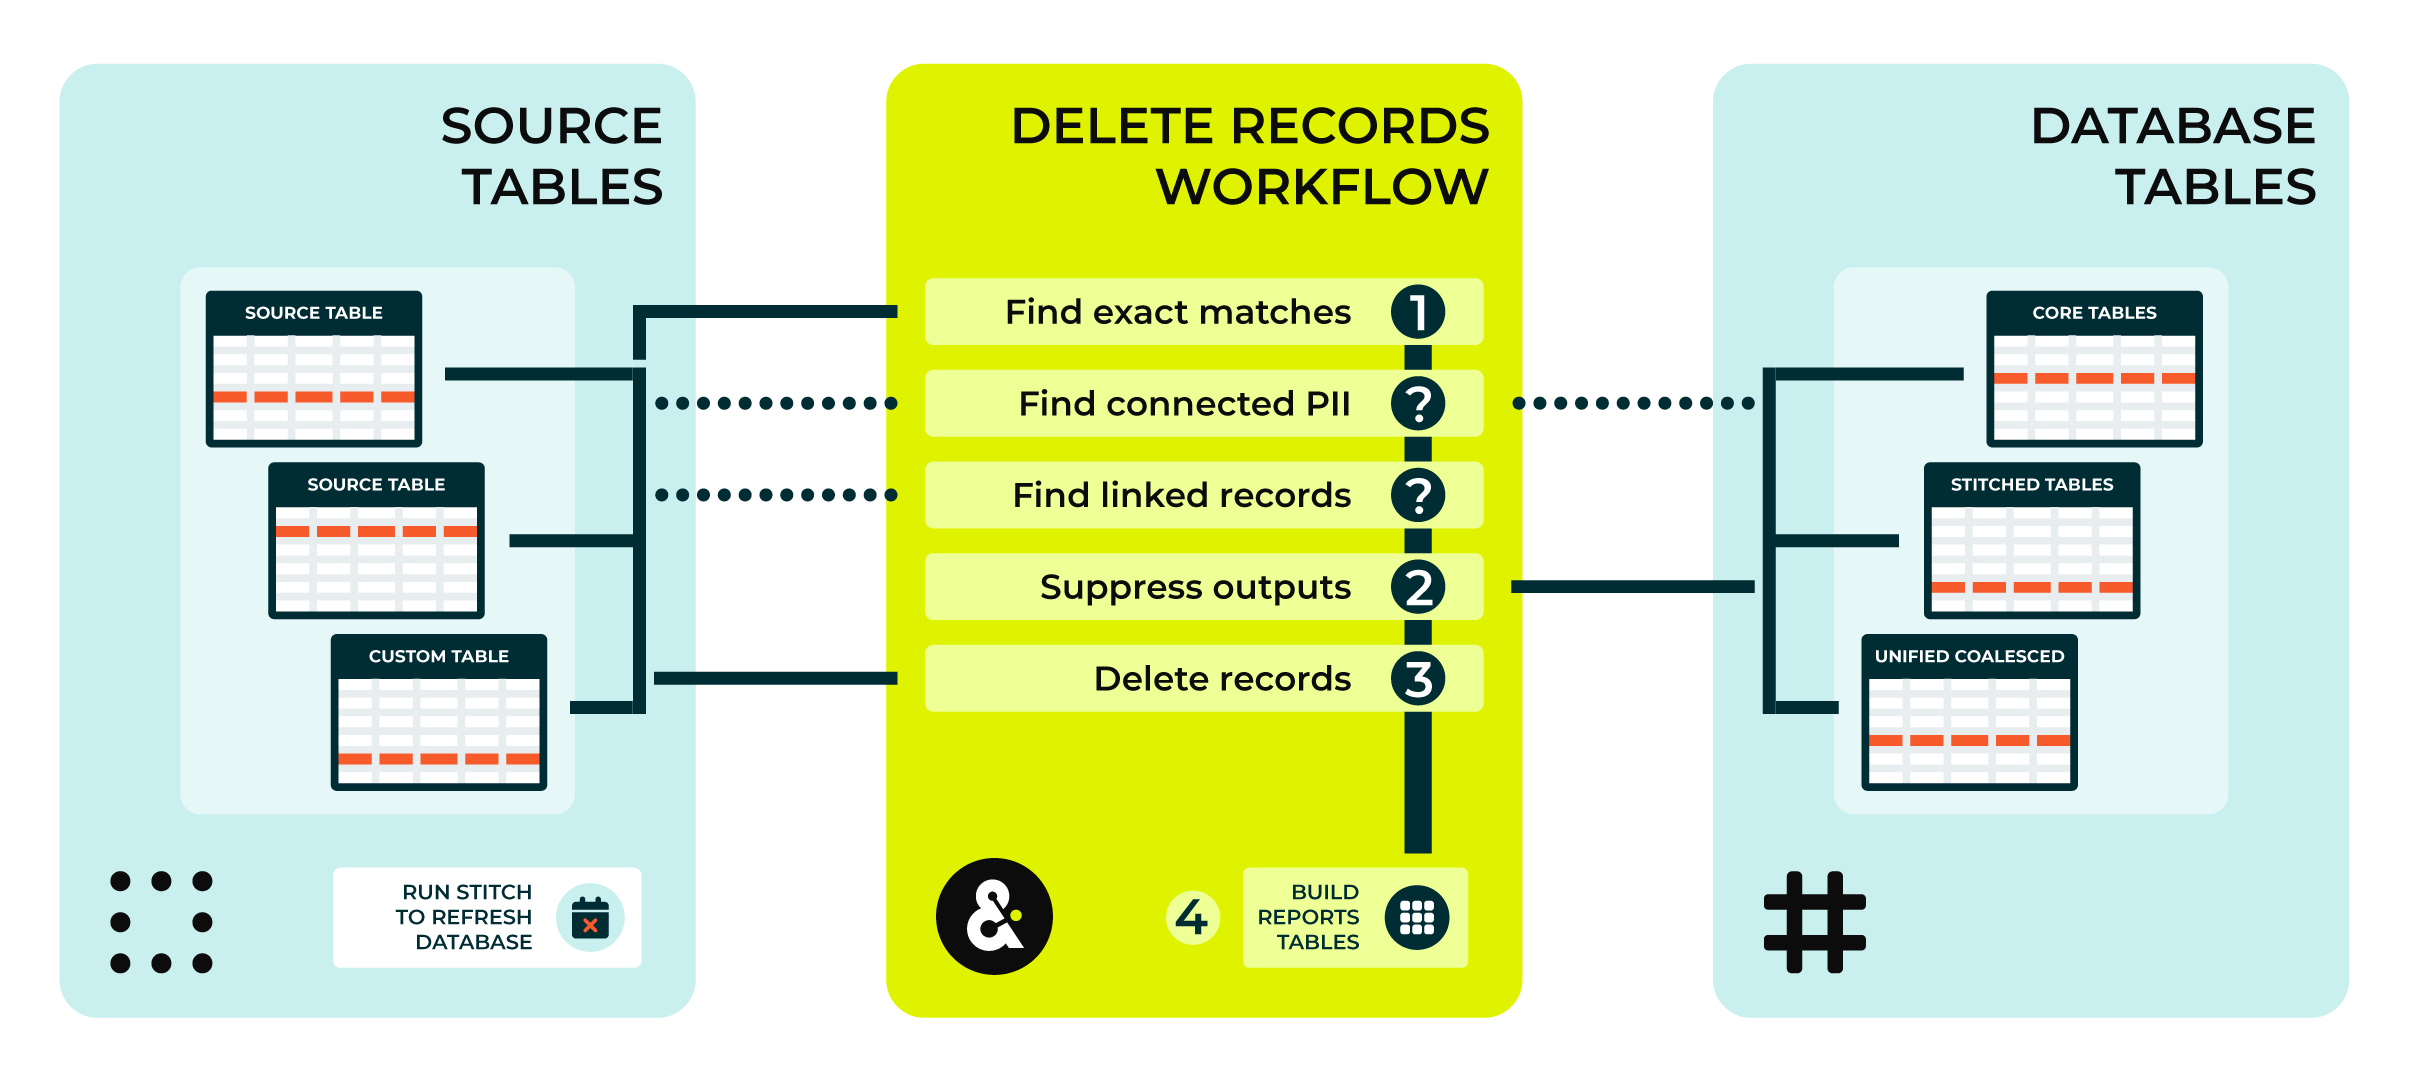 SOURCE
TABLES
SOURCE TABLE
SOURCE TABLE
CUSTOM TABLE
RUN STITCH
TO REFRESH
DATABASE
DELETE RECORDS
WORKFLOW
Find exact matches 1
Find connected PII ?
Find linked records ?
Suppress outputs 2
Delete records 3
&
4
BUILD
REPORTS
TABLES
DATABASE
TABLES
CORE TABLES
STITCHED TABLES
UNIFIED COALESCED
#